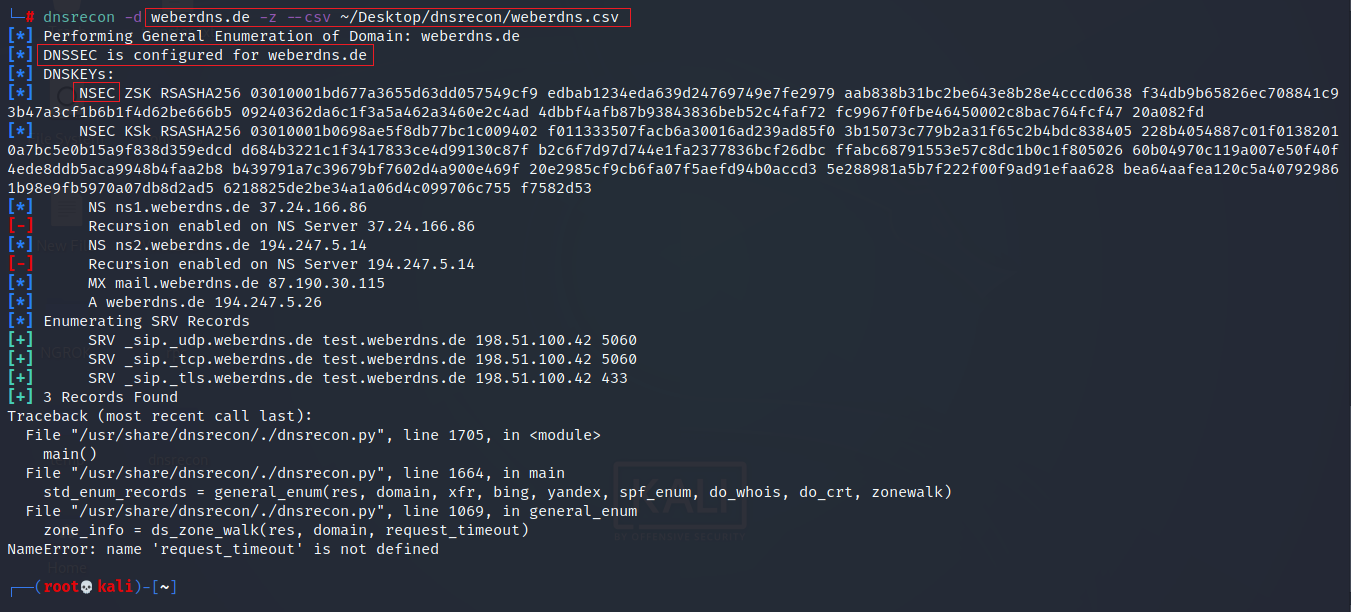 └─# dnsrecon -d weberdns.de -z --csv ~/Desktop/dnsrecon/weberdns.csv
[*] Performing General Enumeration of Domain: weberdns.de
[*] DNSSEC is configured for weberdns.de
[*] DNSKEYs:
[*] NSEC ZSK RSASHA256 03010001bd677a3655d63dd057549cf9 edbab1234eda639d24769749e7fe2979 aab838b31bc2be643e8b28e4cccd0638 f34db9b65826ec708841c9
3b47a3cf1b6b1f4d62be666b5 09240362da6c1f3a5a462a3460e2c4ad 4dbbf4afb87b93843836beb52c4faf72 fc9967f0fbe46450002c8bac764fcf47 20a082fd
[*] NSEC KSk RSASHA256 03010001b0698ae5f8db77bc1c009402 f011333507facb6a30016ad239ad85f0 3b15073c779b2a31f65c2b4bdc838405 228b4054887c01f0138201
0a7bc5e0b15a9f838d359edcd d684b3221c1f3417833ce4d99130c87f b2c6f7d97d744e1fa2377836bcf26dbc ffabc68791553e57c8dc1b0c1f805026 60b04970c119a007e50f40f
4ede8ddb5aca9948b4faa2b8 b439791a7c39679bf7602d4a900e469f 20e2985cf9cb6fa07f5aefd94b0accd3 5e288981a5b7f222f00f9ad91efaa628 bea64aafea120c5a40792986
1b98e9fb5970a07db8d2ad5 6218825de2be34a1a06d4c099706c755 f7582d53
[*] NS ns1.weberdns.de 37.24.166.86
[-] Recursion enabled on NS Server 37.24.166.86
[*] NS ns2.weberdns.de 194.247.5.14
[-] Recursion enabled on NS Server 194.247.5.14
[*] MX mail.weberdns.de 87.190.30.115
[*] A weberdns.de 194.247.5.26
[*] Enumerating SRV Records
[+] SRV _sip._udp.weberdns.de test.weberdns.de 198.51.100.42 5060
[+] SRV _sip._tcp.weberdns.de test.weberdns.de 198.51.100.42 5060
[+] SRV _sip._tls.weberdns.de test.weberdns.de 198.51.100.42 433
[+] 3 Records Found
Traceback (most recent call last):
File "/usr/share/dnsrecon/./dnsrecon.py", line 1705, in <module>
main()
File "/usr/share/dnsrecon/./dnsrecon.py", line 1664, in main
std_enum_records = general_enum(res, domain, xfr, bing, yandex, spf_enum, do_whois, do_crt, zonewalk)
File "/usr/share/dnsrecon/./dnsrecon.py", line 1069, in general_enum
zone_info = ds_zone_walk(res, domain, request_timeout)
NameError: name 'request_timeout' is not defined
Home
┌──(root💀kali)-[~]